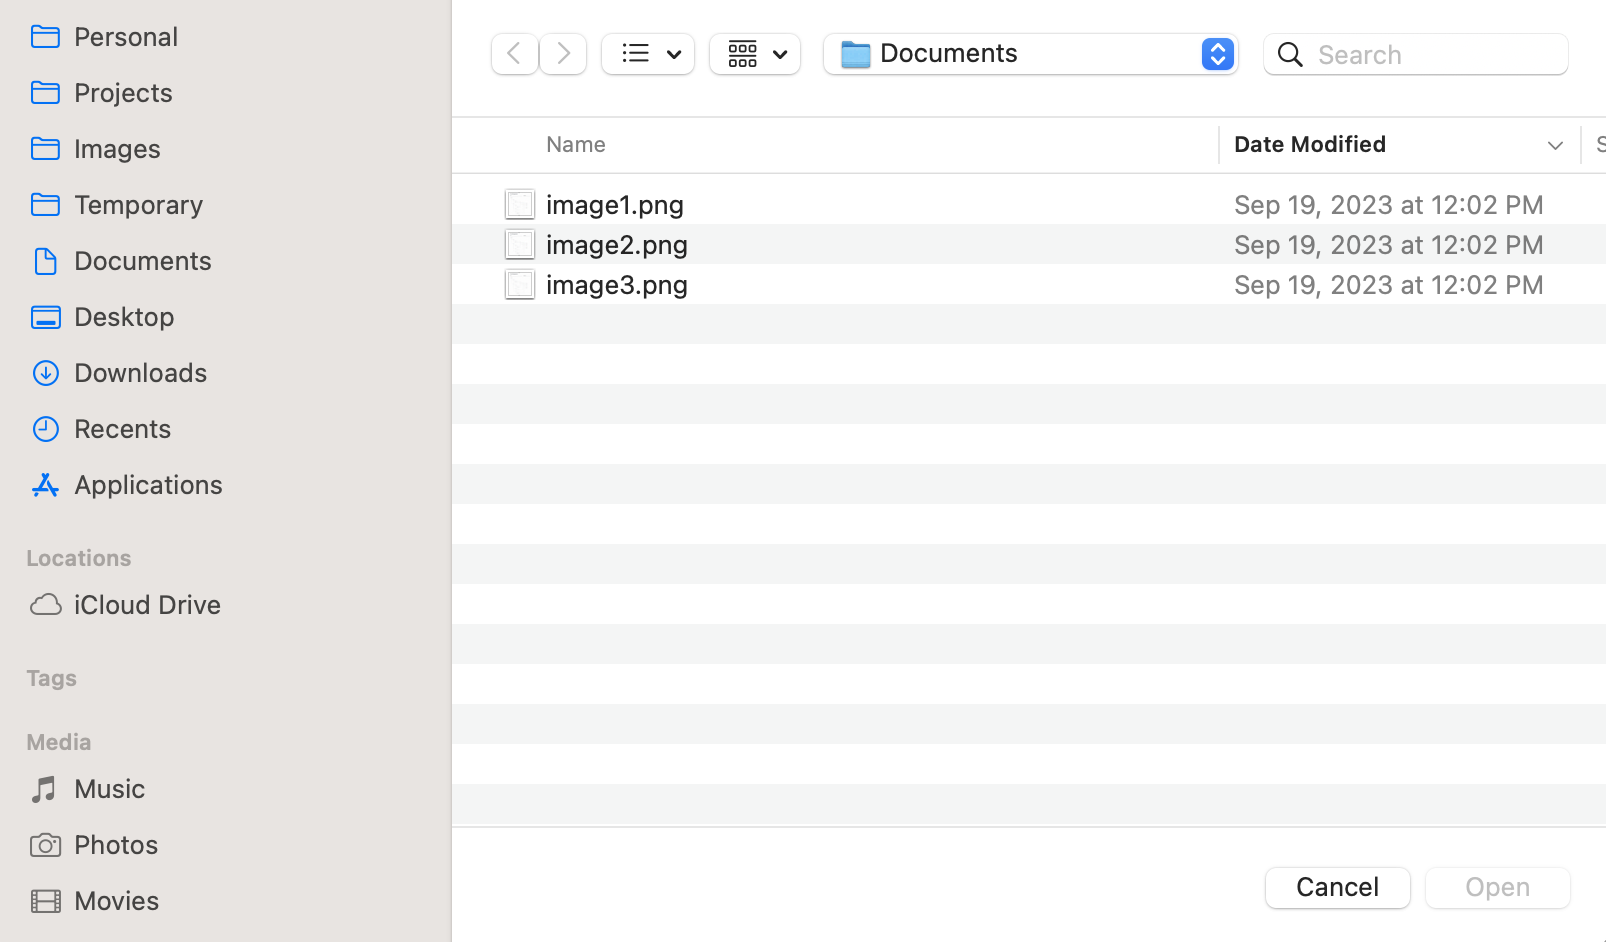 Personal
Projects
Images
Temporary
Documents
Desktop
Downloads
Recents
Applications
Locations
iCloud Drive
Tags
Media
Music
Photos
Movies
Documents
Search
Name
Date Modified
S
image1.png
Sep 19, 2023 at 12:02 PM
image2.png
Sep 19, 2023 at 12:02 PM
image3.png
Sep 19, 2023 at 12:02 PM
Cancel
Open